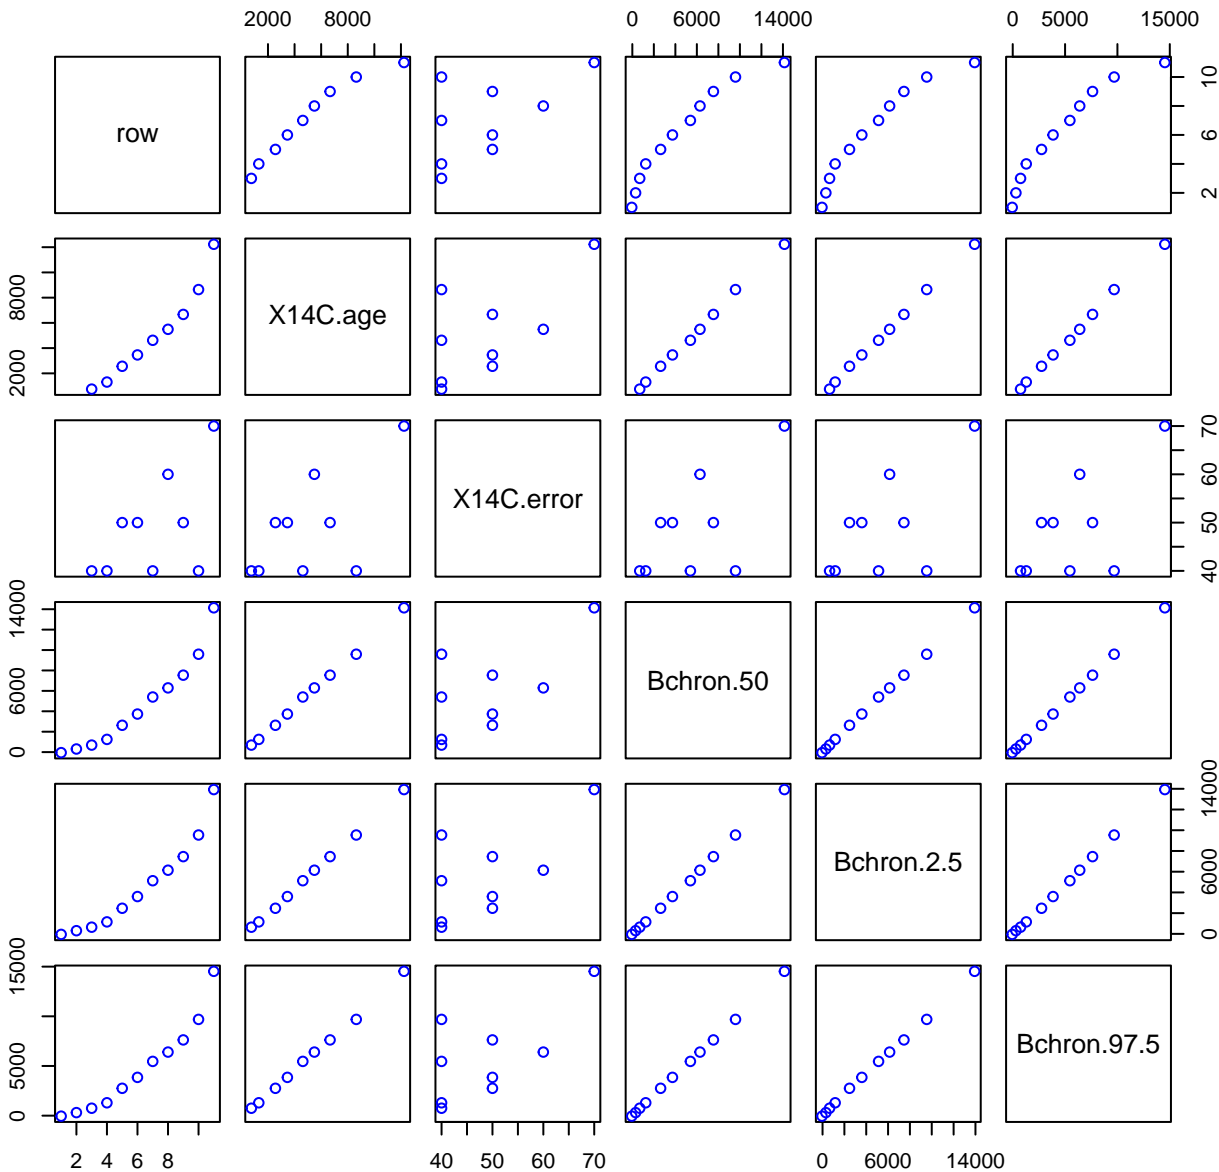 2000 8000 0 6000 14000 0 5000 15000
row 2 6 10
2000 8000 X14C.age
X14C.error 40 50 60 70
0 6000 14000 Bchron.50
Bchron.2.5 0 6000 14000
0 5000 15000 Bchron.97.5
2 4 6 8 40 50 60 70 0 6000 14000